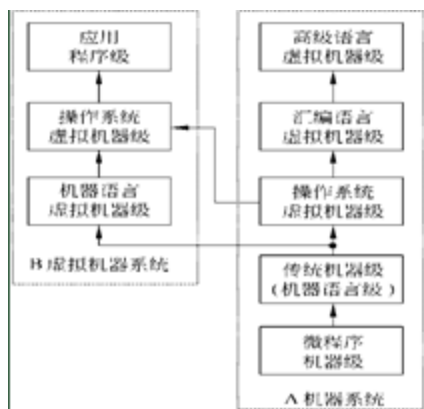 应用
程序级
操作系统
虚拟机器级
机器语言
虚拟机器级
B虚拟机器系统
高级语言
虚拟机器级
汇编语言
虚拟机器级
操作系统
虚拟机器级
传统机器级
(机器语言级)
微程序
机器级
A机器系统